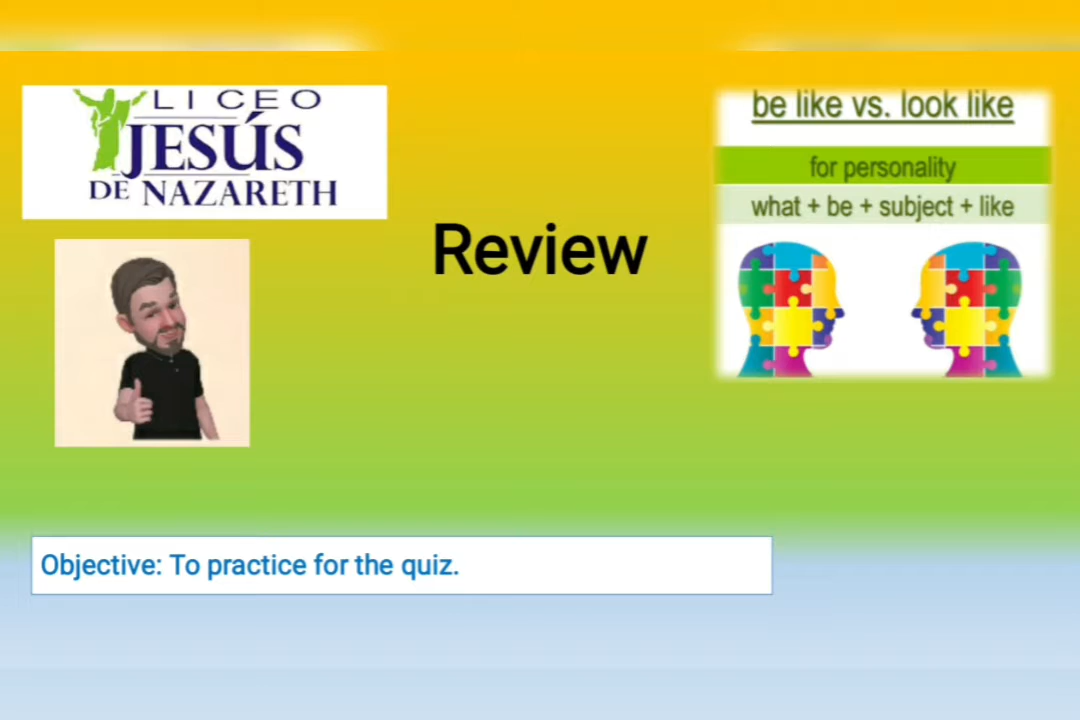 LICEO
JESÚS
DE NAZARETH
be like vs. look like
for personality
what + be + subject + like
Review
Objective: To practice for the quiz.